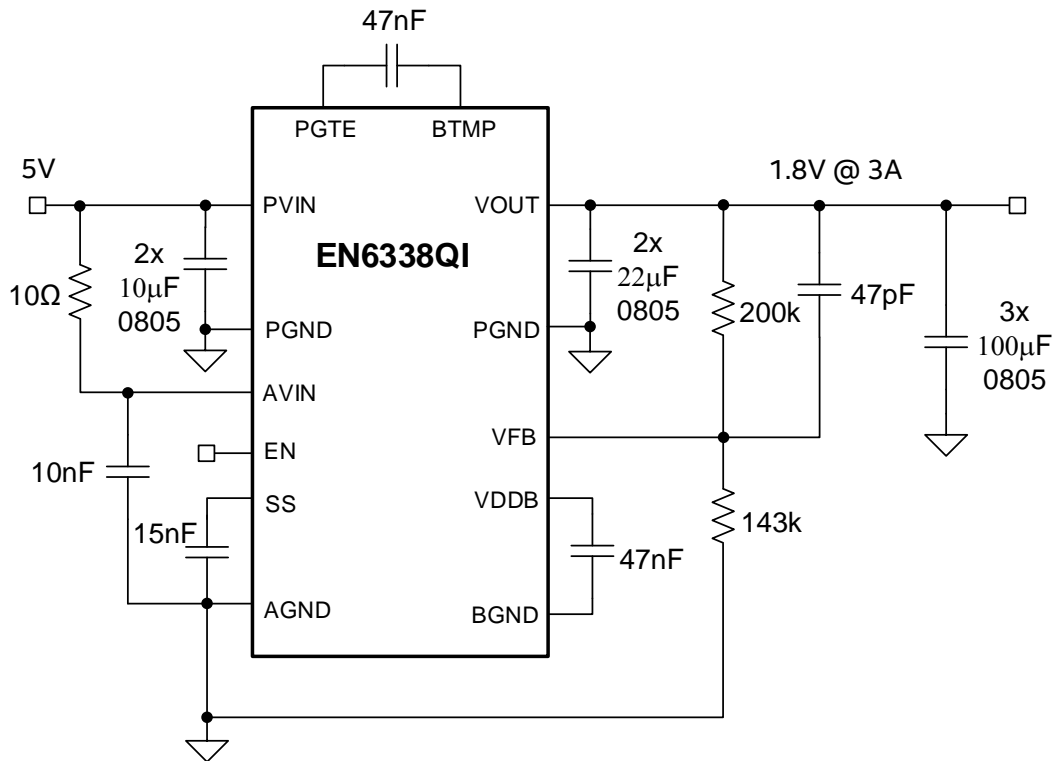 47nF
PGTE
BTMP
5V
1.8V @ 3A
PVIN
VOUT
EN6338QI
2x
10μF
0805
2x
22μF
0805
10Ω
200k
47pF
3x
100μF
0805
PGND
PGND
AVIN
VFB
EN
10nF
SS
VDDB
15nF
143k
47nF
AGND
BGND